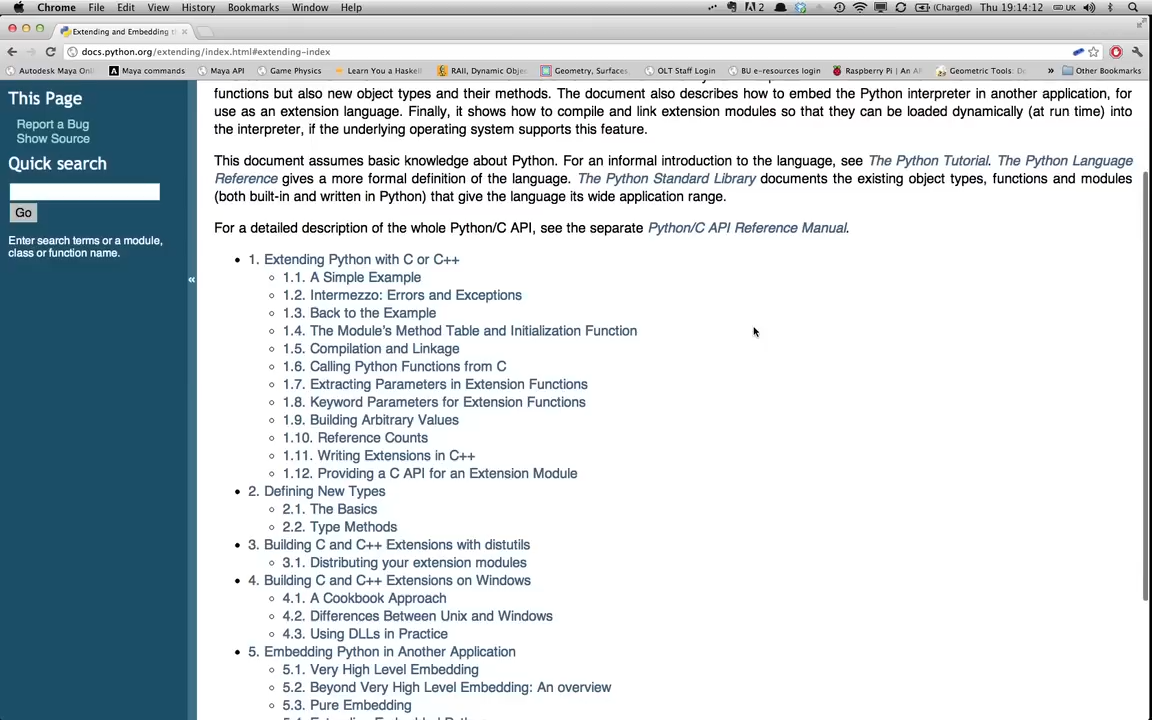 Chrome File Edit View History Bookmarks Window Help 2 (Charged) Thu 19:14:12 UK
Extending and Embedding t
docs.python.org/extending/index.html#extending-index
Autodesk Maya Onl Maya commands Maya API Game Physics Learn You a Haskel RAII, Dynamic Obje Geometry, Surfaces OLT Staff Login BU e-resources login Raspberry Pi | An AR Geometric Tools: D » Other Bookmarks
This Page
Report a Bug
Show Source
Quick search
Go
Enter search terms or a module,
class or function name.
«
functions but also new object types and their methods. The document also describes how to embed the Python interpreter in another application, for
use as an extension language. Finally, it shows how to compile and link extension modules so that they can be loaded dynamically (at run time) into
the interpreter, if the underlying operating system supports this feature.
This document assumes basic knowledge about Python. For an informal introduction to the language, see The Python Tutorial. The Python Language
Reference gives a more formal definition of the language. The Python Standard Library documents the existing object types, functions and modules
(both built-in and written in Python) that give the language its wide application range.
For a detailed description of the whole Python/C API, see the separate Python/C API Reference Manual.
1. Extending Python with C or C++
1.1. A Simple Example
1.2. Intermezzo: Errors and Exceptions
1.3. Back to the Example
1.4. The Module's Method Table and Initialization Function
1.5. Compilation and Linkage
1.6. Calling Python Functions from C
1.7. Extracting Parameters in Extension Functions
1.8. Keyword Parameters for Extension Functions
1.9. Building Arbitrary Values
1.10. Reference Counts
1.11. Writing Extensions in C++
1.12. Providing a C API for an Extension Module
2. Defining New Types
2.1. The Basics
2.2. Type Methods
3. Building C and C++ Extensions with distutils
3.1. Distributing your extension modules
4. Building C and C++ Extensions on Windows
4.1. A Cookbook Approach
4.2. Differences Between Unix and Windows
4.3. Using DLLs in Practice
5. Embedding Python in Another Application
5.1. Very High Level Embedding
5.2. Beyond Very High Level Embedding: An overview
5.3. Pure Embedding